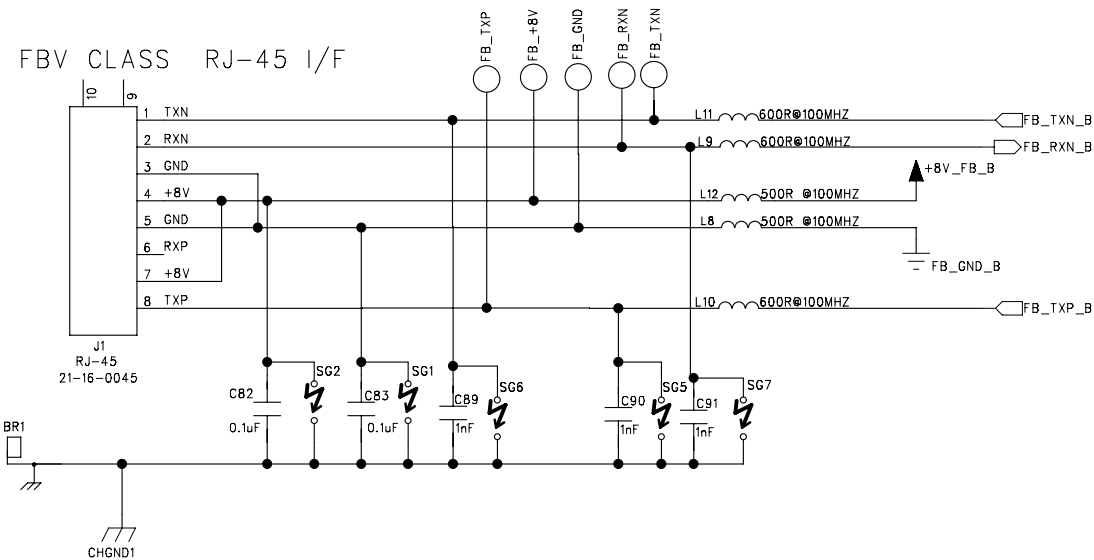 FB_TXP
FB_+8V
FB_GND
FB_RXN
FB_TXN
FBV CLASS RJ-45 I/F
10
9
1 TXN
L11 600R@100MHZ
FB_TXN_B
2 RXN
L9 600R@100MHZ
FB_RXN_B
3 GND
+8V_FB_B
4 +8V
L12 500R @100MHZ
5 GND
L8 500R @100MHZ
6 RXP
FB_GND_B
7 +8V
8 TXP
L10 600R@100MHZ
FB_TXP_B
J1
RJ-45
21-16-0045
SG2
SG1
SG6
SG5
SG7
C82
C83
C89
C90
C91
0.1uF
0.1uF
1nF
1nF
1nF
BR1
CHGND1